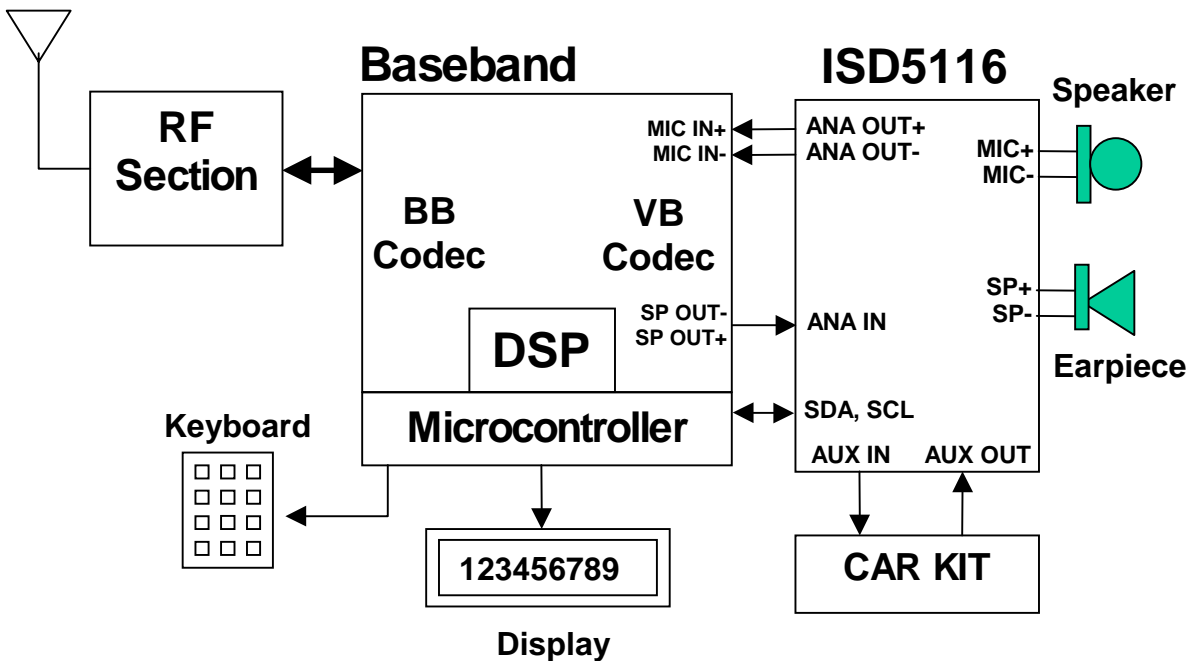 Baseband
ISD5116
Speaker
RF
Section
MIC IN+
MIC IN-
ANA OUT+
ANA OUT-
MIC+
MIC-
BB
Codec
VB
Codec
SP OUT-
SP OUT+
ANA IN
SP+
SP-
Earpiece
DSP
Microcontroller
SDA, SCL
AUX IN
AUX OUT
Keyboard
123456789
Display
CAR KIT